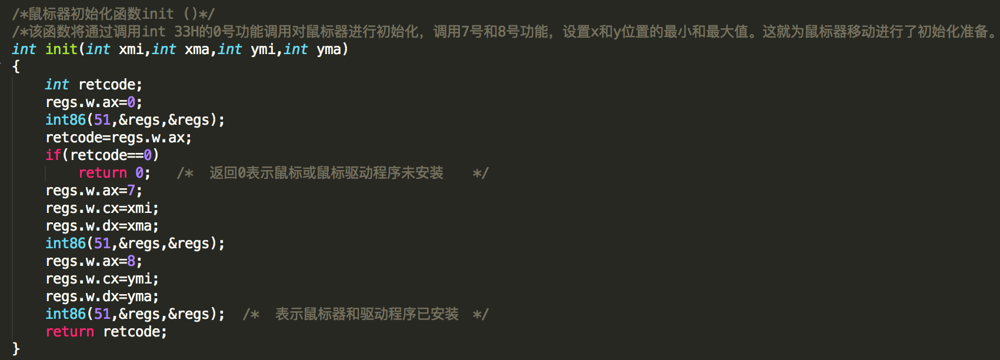 /*鼠标器初始化函数init ()*/
/*该函数将通过调用int 33H的0号功能调用对鼠标器进行初始化，调用7号和8号功能，设置x和y位置的最小和最大值。这就为鼠标器移动进行了初始化准备。
int init(int xmi,int xma,int ymi,int yma)
{
    int retcode;
    regs.w.ax=0;
    int86(51,&regs,&regs);
    retcode=regs.w.ax;
    if(retcode==0)
        return 0;   /*  返回0表示鼠标或鼠标驱动程序未安装    */
    regs.w.ax=7;
    regs.w.cx=xmi;
    regs.w.dx=xma;
    int86(51,&regs,&regs);
    regs.w.ax=8;
    regs.w.cx=ymi;
    regs.w.dx=yma;
    int86(51,&regs,&regs);  /*  表示鼠标器和驱动程序已安装  */
    return retcode;
}